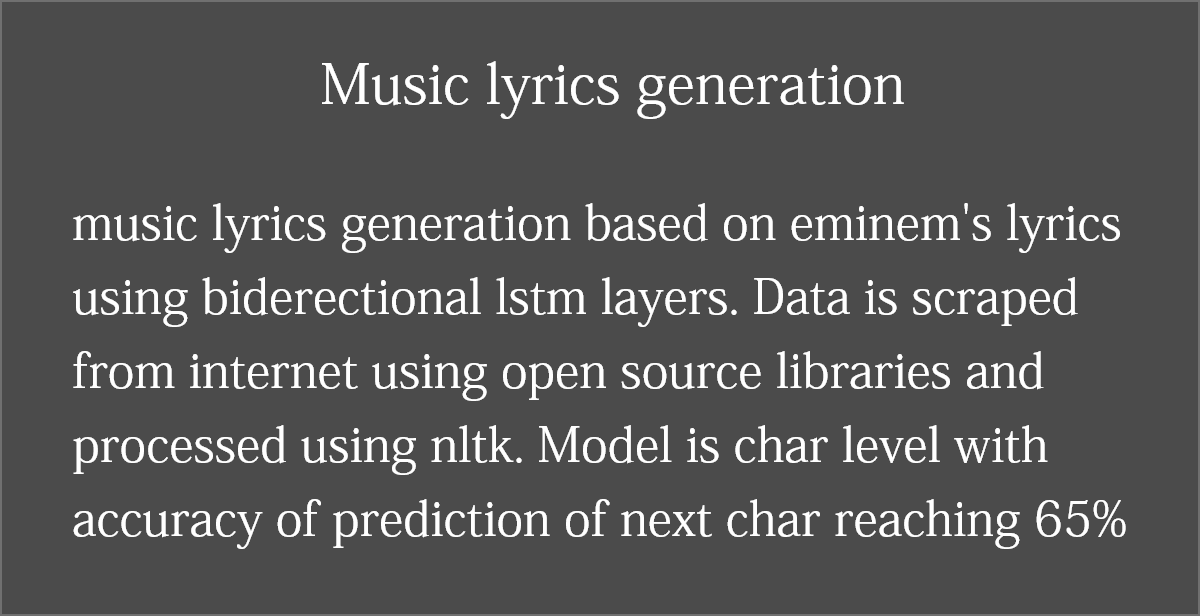 Music lyrics generation
music lyrics generation based on eminem's lyrics
using biderectional lstm layers. Data is scraped
from internet using open source libraries and
processed using nltk. Model is char level with
accuracy of prediction of next char reaching 65%